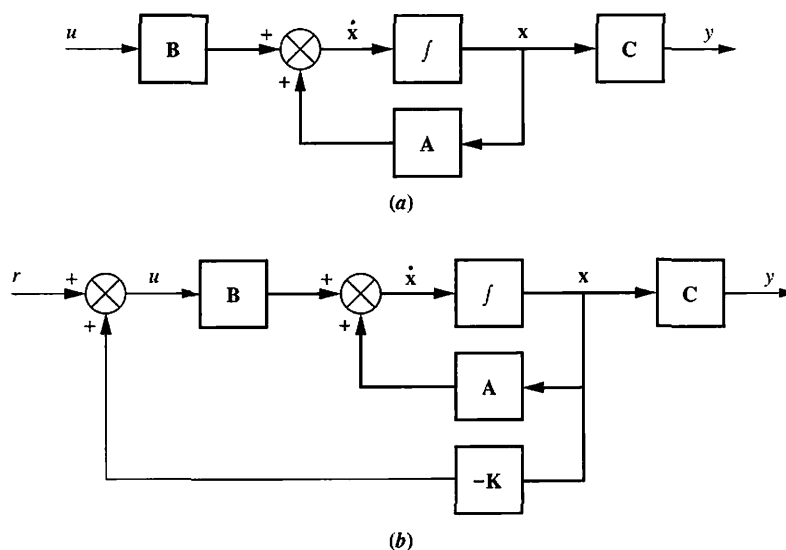 u B + ẋ ∫ x C y
+
A
(a)
r + u B + ẋ ∫ x C y
+ +
A
−K
(b)